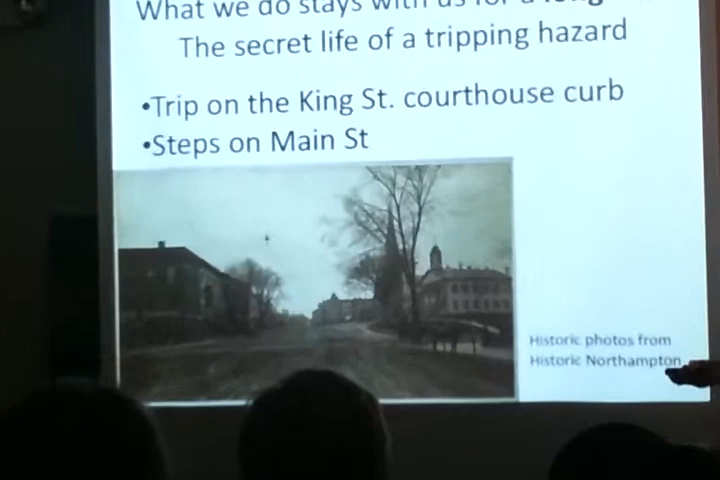 What we do stays with us for a long
The secret life of a tripping hazard
•Trip on the King St. courthouse curb
•Steps on Main St
Historic photos from
Historic Northampton